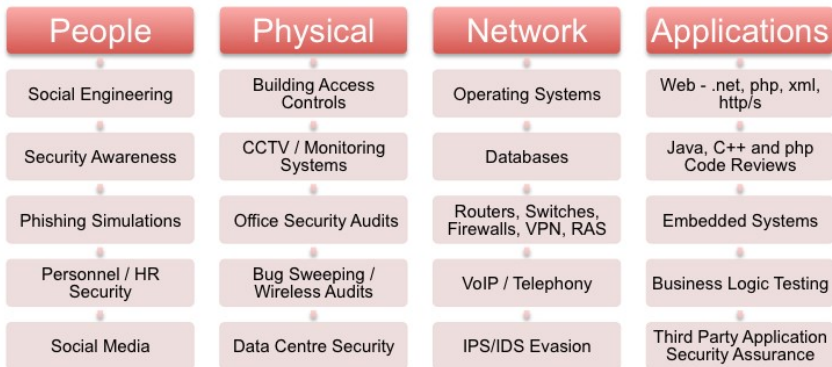 People
Social Engineering
Security Awareness
Phishing Simulations
Personnel / HR
Security
Social Media
Physical
Building Access
Controls
CCTV / Monitoring
Systems
Office Security Audits
Bug Sweeping /
Wireless Audits
Data Centre Security
Network
Operating Systems
Databases
Routers, Switches,
Firewalls, VPN, RAS
VoIP / Telephony
IPS/IDS Evasion
Applications
Web - .net, php, xml,
http/s
Java, C++ and php
Code Reviews
Embedded Systems
Business Logic Testing
Third Party Application
Security Assurance